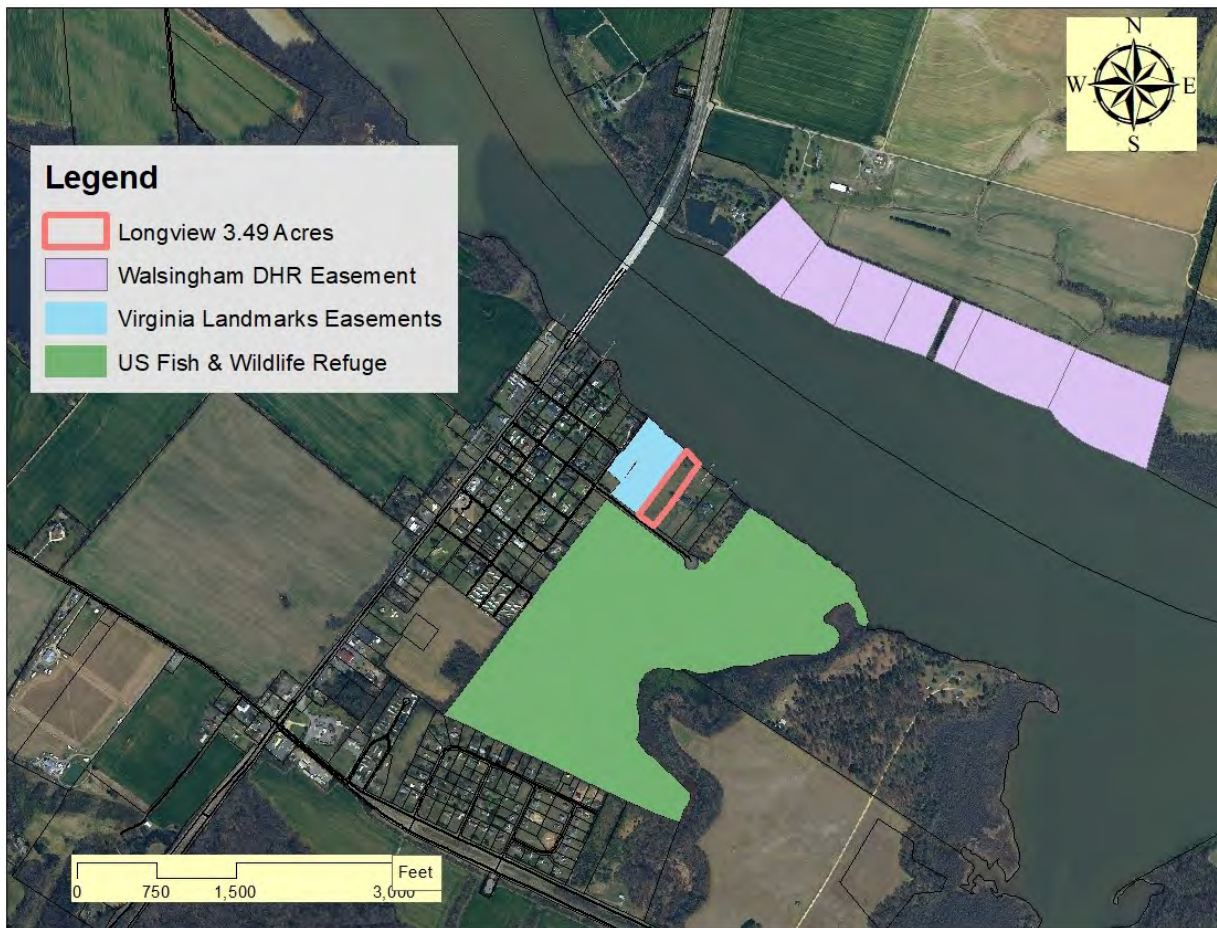 N
W E
S
Legend
Longview 3.49 Acres
Walsingham DHR Easement
Virginia Landmarks Easements
US Fish & Wildlife Refuge
Feet
0 750 1,500 3,000